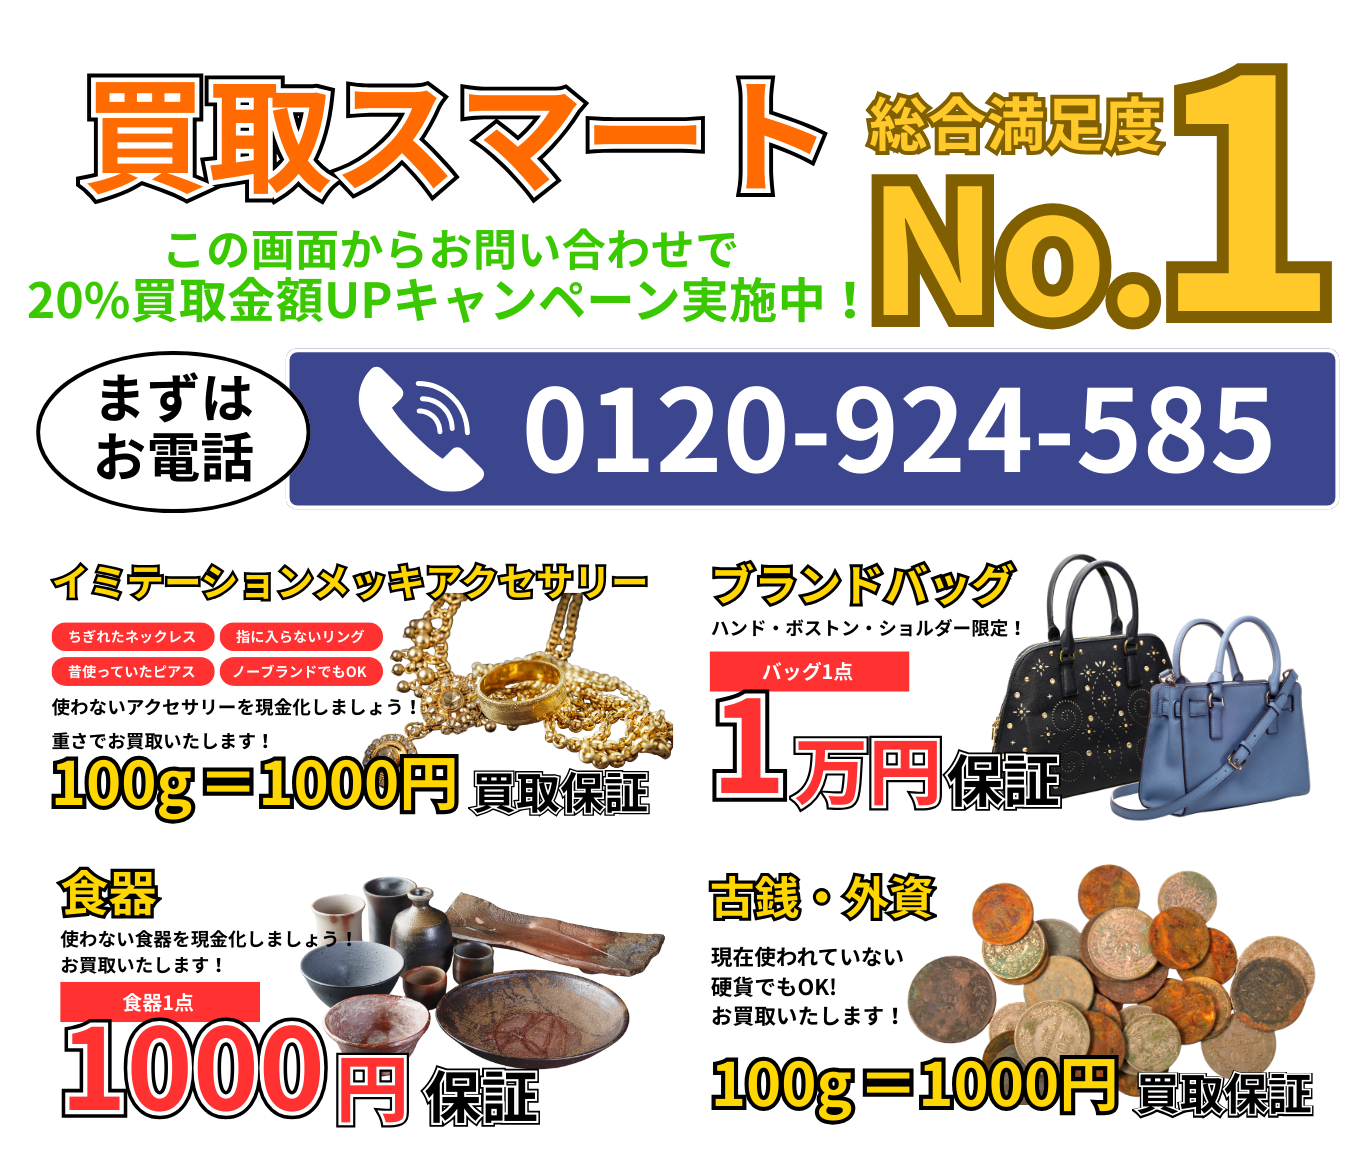 買取スマート
総合満足度
No.1
この画面からお問い合わせで
20%買取金額UPキャンペーン実施中！
まずは
お電話
0120-924-585
イミテーションメッキアクセサリー
ちぎれたネックレス
指に入らないリング
昔使っていたピアス
ノーブランドでもOK
使わないアクセサリーを現金化しましょう！
重さでお買取いたします！
100g＝1000円 買取保証
ブランドバッグ
ハンド・ボストン・ショルダー限定！
バッグ1点
1万円保証
食器
使わない食器を現金化しましょう！
お買取いたします！
食器1点
1000円 保証
古銭・外資
現在使われていない
硬貨でもOK!
お買取いたします！
100g＝1000円 買取保証